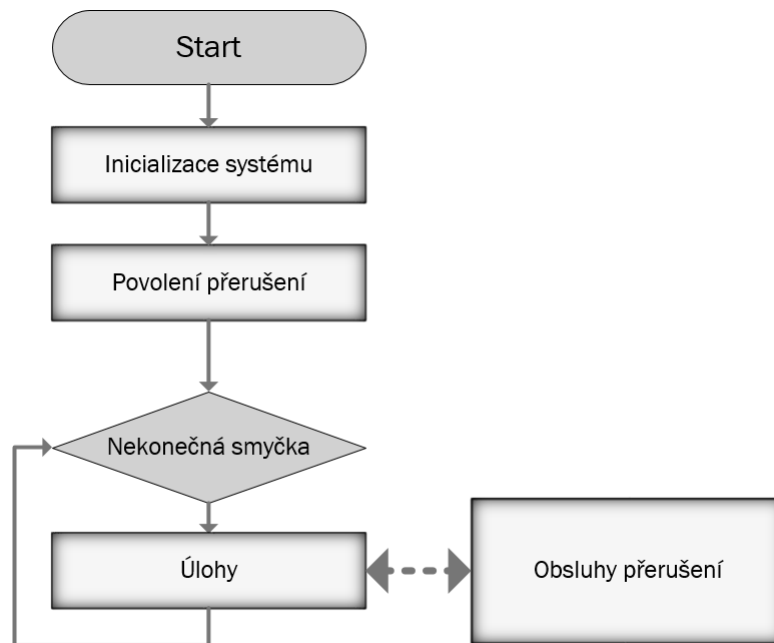 Start
Inicializace systému
Povolení přerušení
Nekonečná smyčka
Úlohy
Obsluhy přerušení